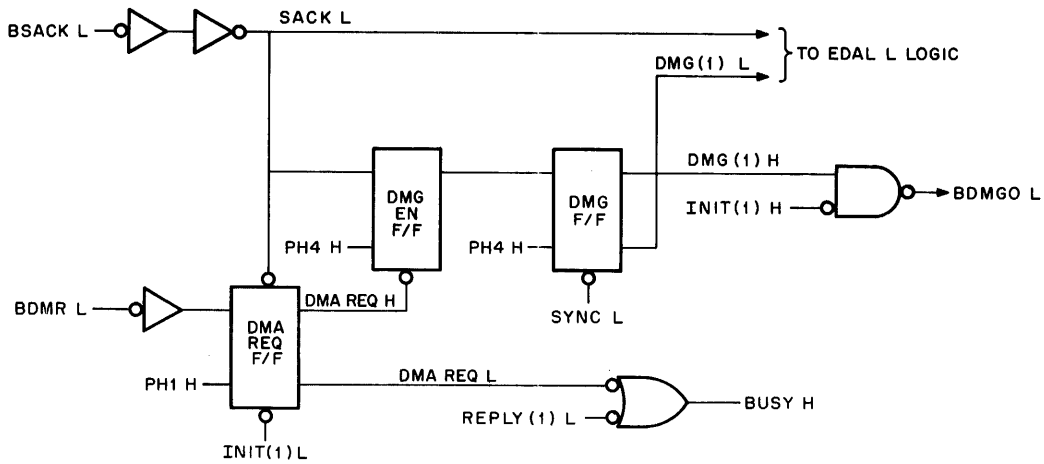 SACK L
BSACK L
TO EDAL L LOGIC
DMG(1) L
DMG (1) H
DMG
EN
F/F
DMG
F/F
INIT(1) H
BDMGO L
PH4 H
PH4 H
BDMR L
DMA REQ H
SYNC L
DMA
REQ
F/F
PH1 H
DMA REQ L
REPLY (1) L
BUSY H
INIT(1) L